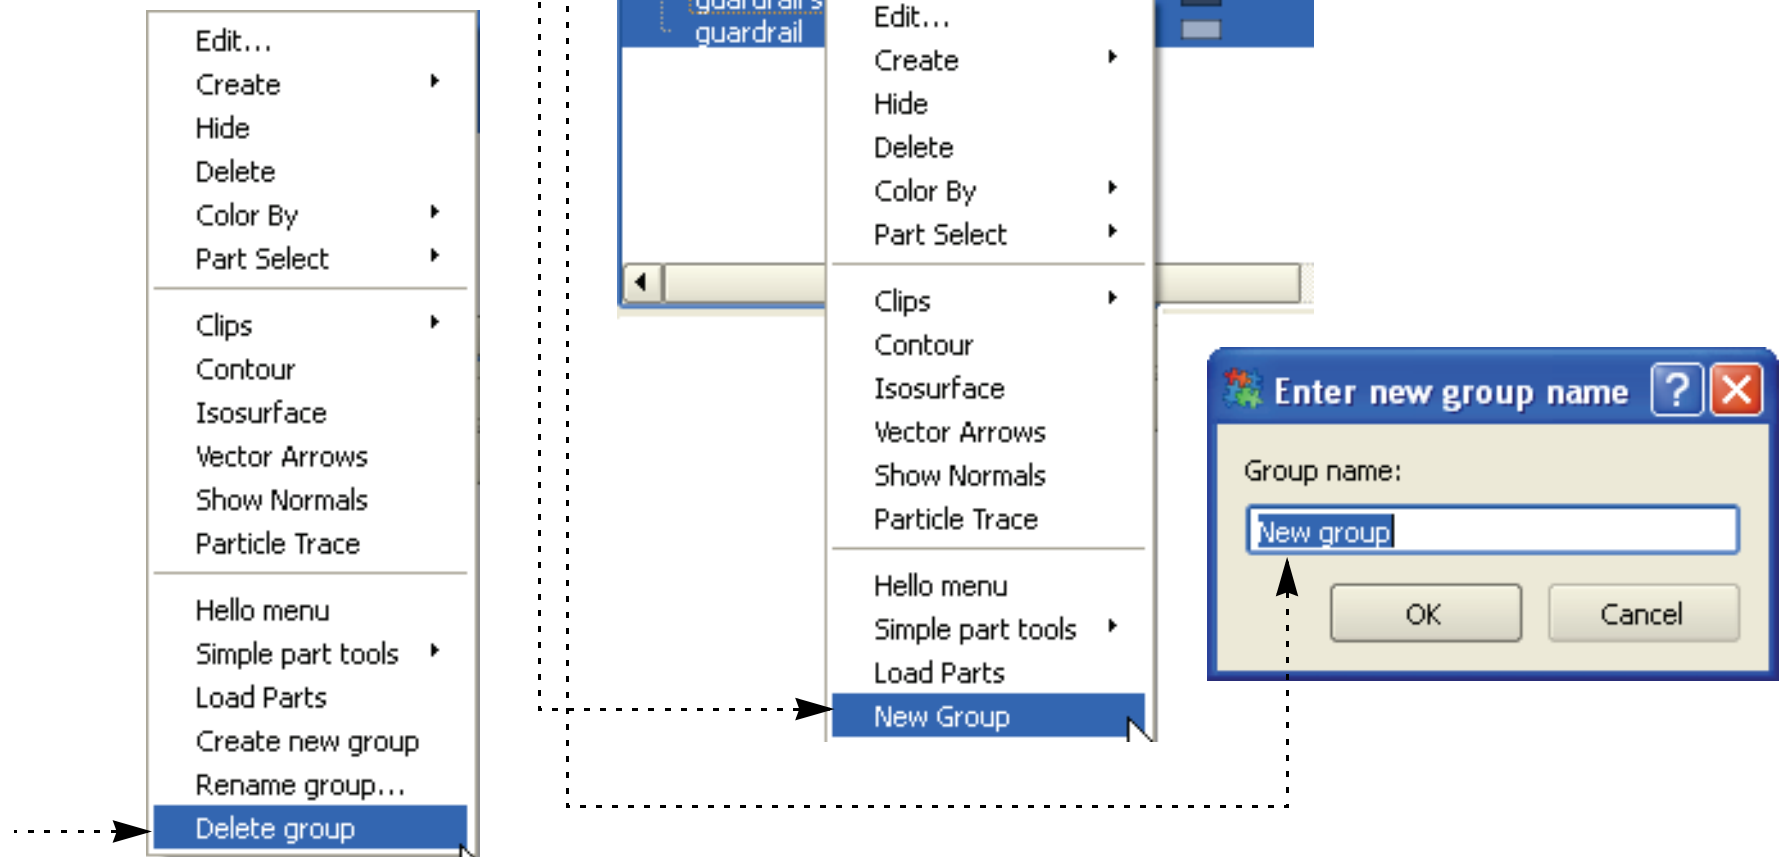 Edit...
Create
Hide
Delete
Color By
Part Select
Clips
Contour
Isosurface
Vector Arrows
Show Normals
Particle Trace
Hello menu
Simple part tools
Load Parts
Create new group
Rename group...
Delete group
guardrail s
guardrail
Edit...
Create
Hide
Delete
Color By
Part Select
Clips
Contour
Isosurface
Vector Arrows
Show Normals
Particle Trace
Hello menu
Simple part tools
Load Parts
New Group
Enter new group name
Group name:
New group
OK
Cancel